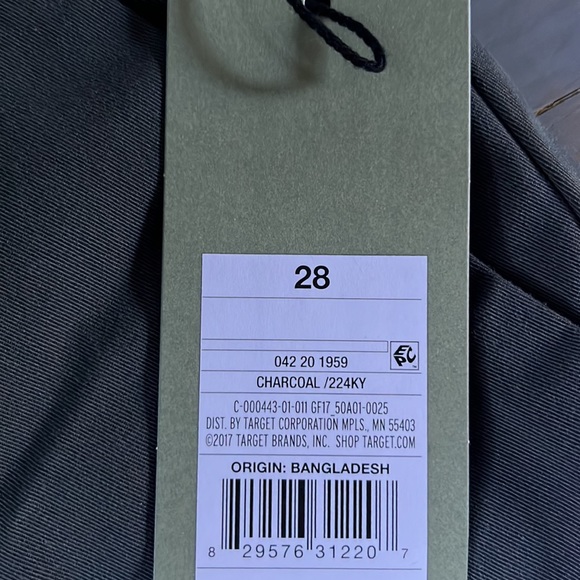 28
EPC™
042 20 1959
CHARCOAL /224KY
C-000443-01-011 GF17_50A01-0025
DIST. BY TARGET CORPORATION MPLS., MN 55403
©2017 TARGET BRANDS, INC. SHOP TARGET.COM
ORIGIN: BANGLADESH
8 29576 31220 7